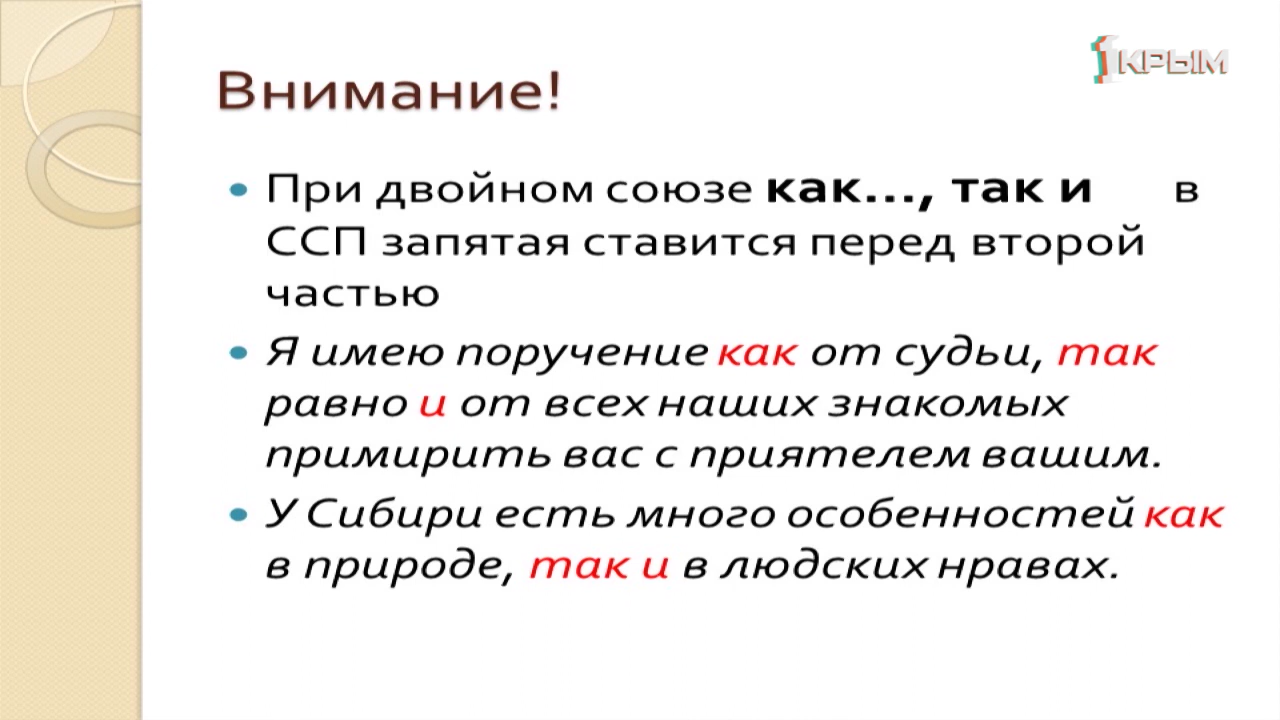 1КРЫМ
Внимание!
При двойном союзе как..., так и в
ССП запятая ставится перед второй
частью
Я имею поручение как от судьи, так
равно и от всех наших знакомых
примирить вас с приятелем вашим.
У Сибири есть много особенностей как
в природе, так и в людских нравах.